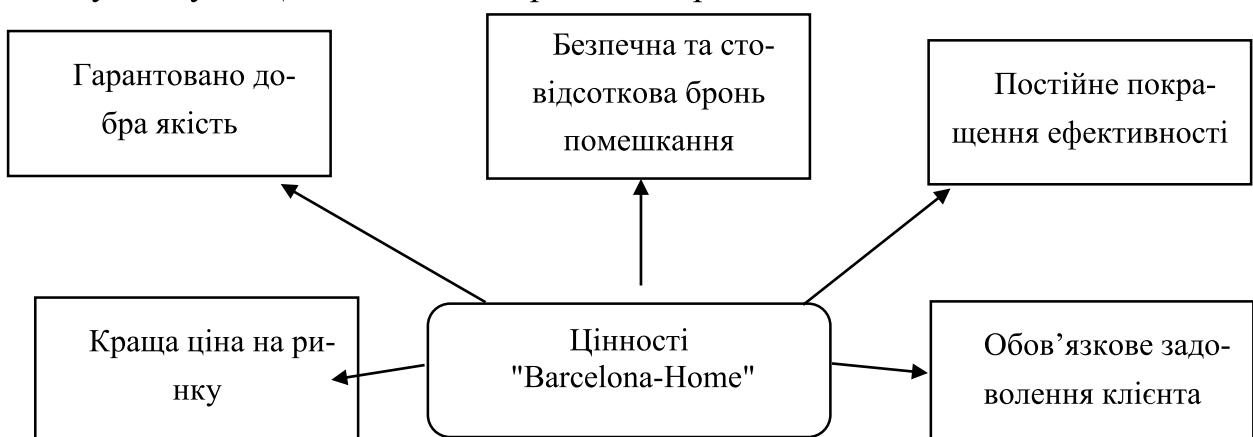 Гарантовано до-
бра якість
Безпечна та сто-
відсоткова бронь
помешкання
Постійне покра-
щення ефективності
Краща ціна на ри-
нку
Цінності
"Barcelona-Home"
Обов’язкове задо-
волення клієнта